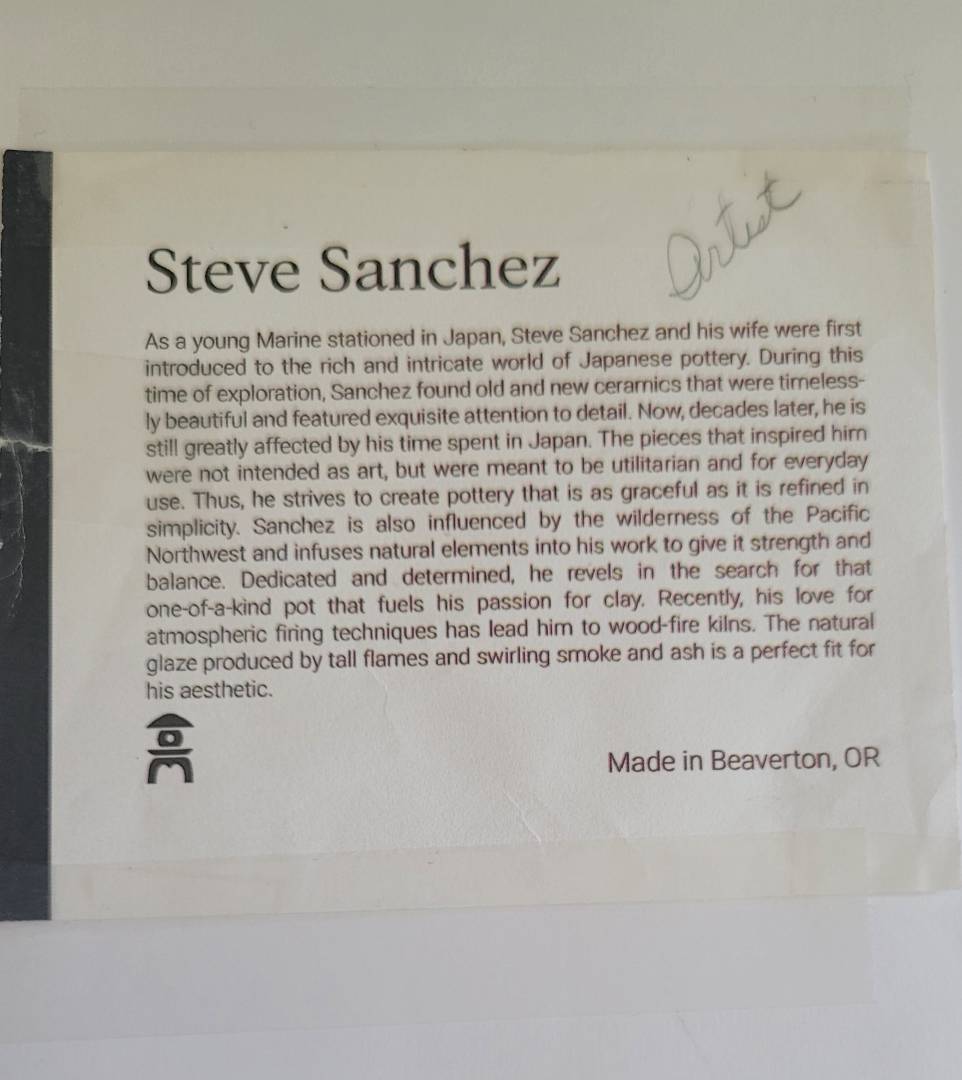 Artist
Steve Sanchez
As a young Marine stationed in Japan, Steve Sanchez and his wife were first
introduced to the rich and intricate world of Japanese pottery. During this
time of exploration, Sanchez found old and new ceramics that were timeless-
ly beautiful and featured exquisite attention to detail. Now, decades later, he is
still greatly affected by his time spent in Japan. The pieces that inspired him
were not intended as art, but were meant to be utilitarian and for everyday
use. Thus, he strives to create pottery that is as graceful as it is refined in
simplicity. Sanchez is also influenced by the wilderness of the Pacific
Northwest and infuses natural elements into his work to give it strength and
balance. Dedicated and determined, he revels in the search for that
one-of-a-kind pot that fuels his passion for clay. Recently, his love for
atmospheric firing techniques has lead him to wood-fire kilns. The natural
glaze produced by tall flames and swirling smoke and ash is a perfect fit for
his aesthetic.
Made in Beaverton, OR